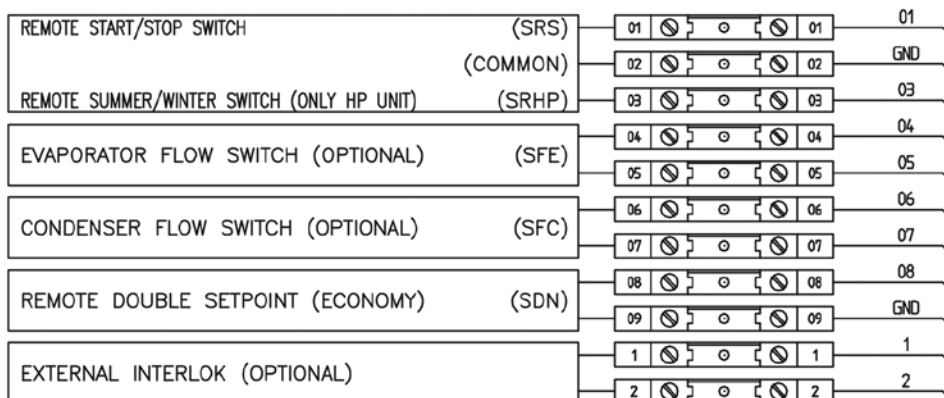 REMOTE START/STOP SWITCH (SRS) 01 01 01
(COMMON) 02 02 GND
REMOTE SUMMER/WINTER SWITCH (ONLY HP UNIT) (SRHP) 03 03 03
04 04 04
EVAPORATOR FLOW SWITCH (OPTIONAL) (SFE)
05 05 05
06 06 06
CONDENSER FLOW SWITCH (OPTIONAL) (SFC)
07 07 07
08 08 08
REMOTE DOUBLE SETPOINT (ECONOMY) (SDN)
09 09 GND
1 1 1
EXTERNAL INTERLOK (OPTIONAL)
2 2 2